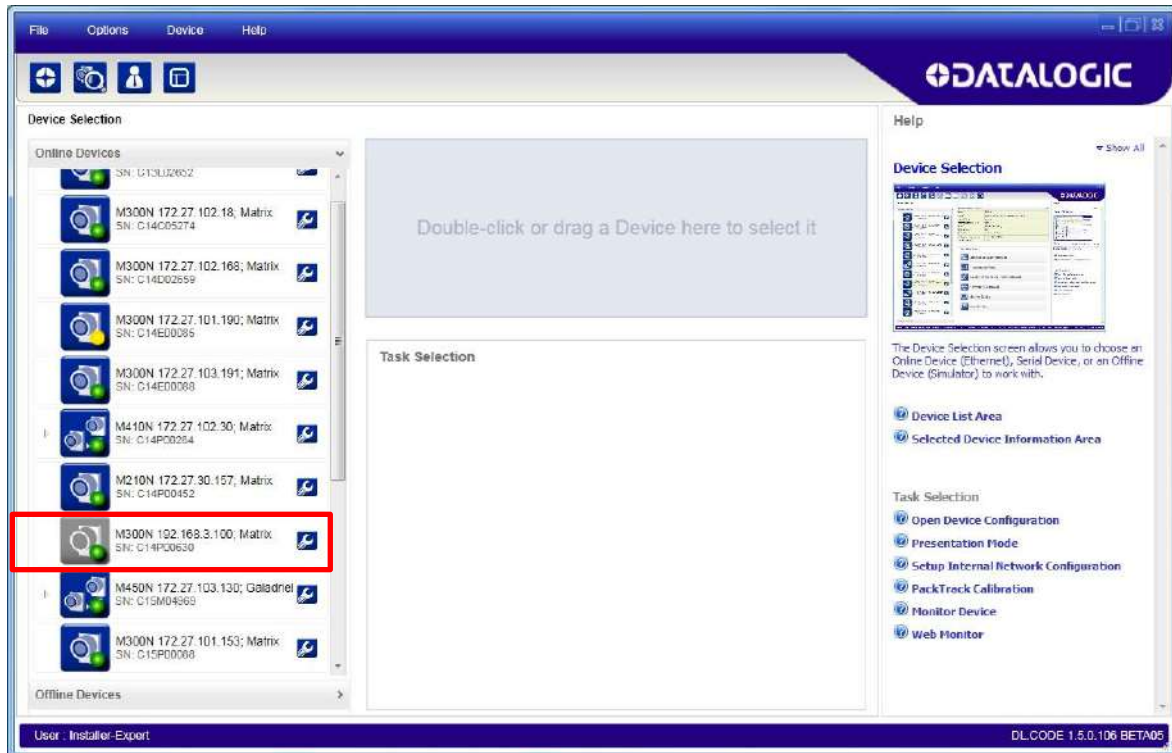 File Options Device Help
DATALOGIC
Device Selection
Online Devices
M300N 172.27.102.18; Matrix
SN: C14C05274
M300N 172.27.102.168; Matrix
SN: C14D02659
M300N 172.27.101.190; Matrix
SN: C14E00085
M300N 172.27.103.191; Matrix
SN: C14E00088
M410N 172.27.102.30; Matrix
SN: C14P00284
M210N 172.27.30.157; Matrix
SN: C14P00452
M300N 192.168.3.100; Matrix
SN: C14P00630
M450N 172.27.103.130; Galadriel
SN: C15M04969
M300N 172.27.101.153; Matrix
SN: C15P00088
Offline Devices
Double-click or drag a Device here to select it
Task Selection
Help
Show All
Device Selection
The Device Selection screen allows you to choose an
Online Device (Ethernet), Serial Device, or an Offline
Device (Simulator) to work with.
Device List Area
Selected Device Information Area
Task Selection
Open Device Configuration
Presentation Mode
Setup Internal Network Configuration
PackTrack Calibration
Monitor Device
Web Monitor
User : Installer-Expert
DL.CODE 1.5.0.106 BETA05